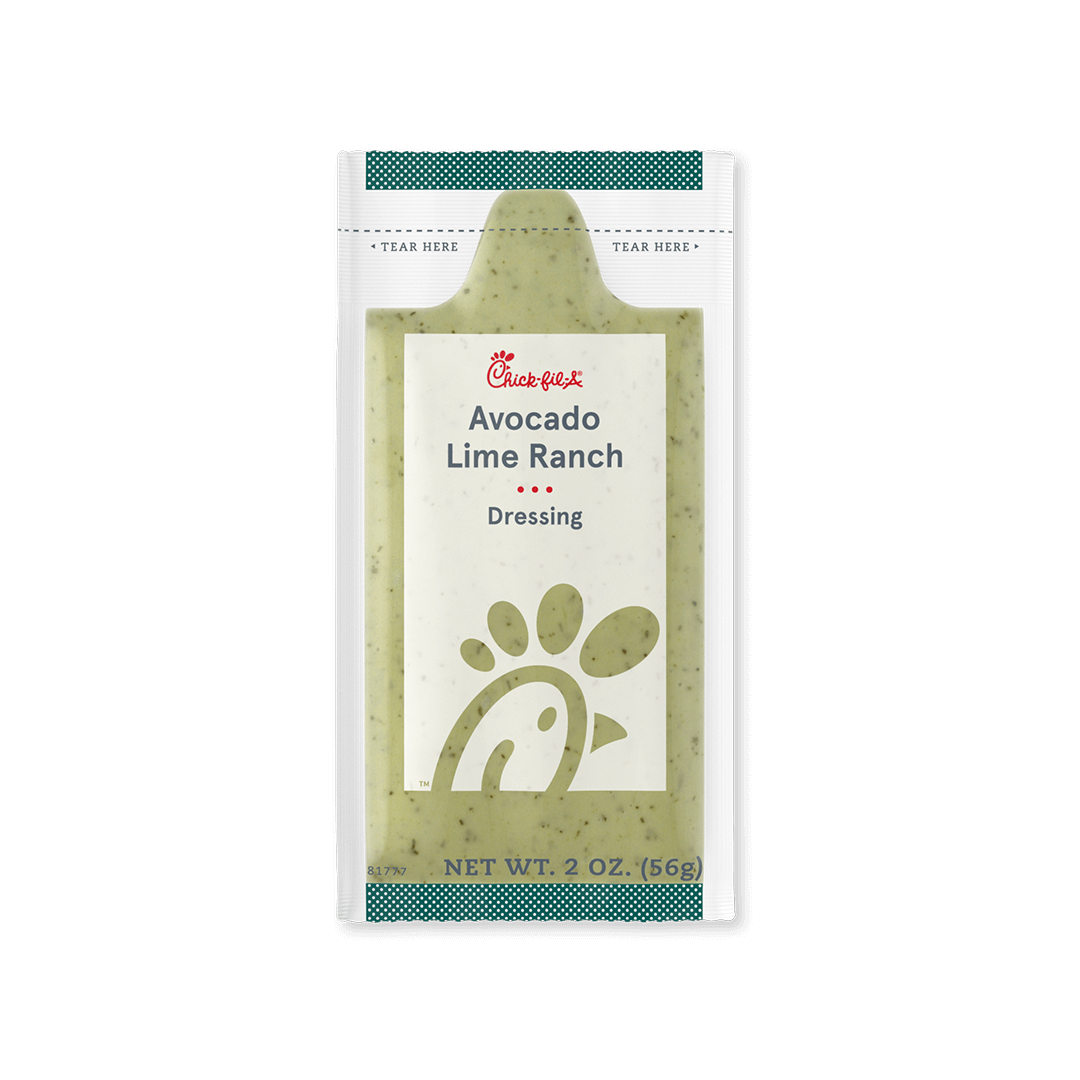 ◂ TEAR HERE TEAR HERE ▸
Chick-fil-A®
Avocado
Lime Ranch
Dressing
TM
81777 NET WT. 2 OZ. (56g)